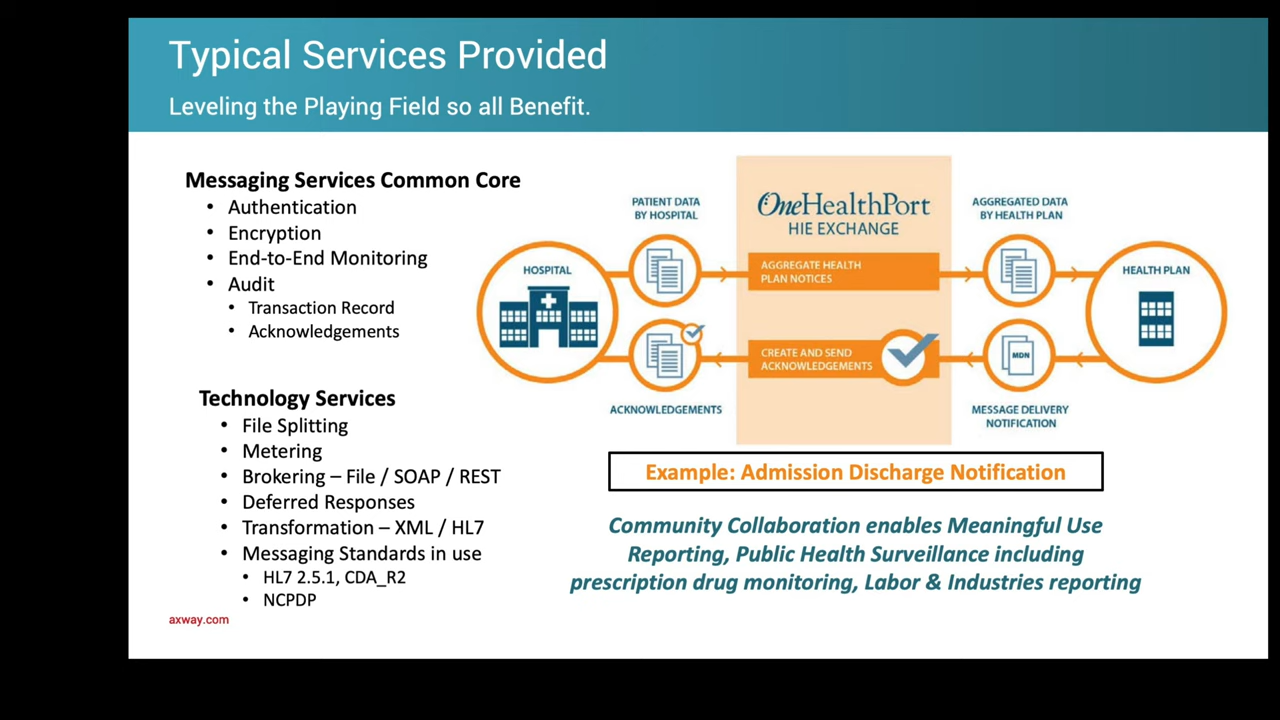 Typical Services Provided
Leveling the Playing Field so all Benefit.
Messaging Services Common Core
• Authentication
• Encryption
• End-to-End Monitoring
• Audit
• Transaction Record
• Acknowledgements
Technology Services
• File Splitting
• Metering
• Brokering – File / SOAP / REST
• Deferred Responses
• Transformation – XML / HL7
• Messaging Standards in use
• HL7 2.5.1, CDA_R2
• NCPDP
axway.com
HOSPITAL
PATIENT DATA
BY HOSPITAL
OneHealthPort
HIE EXCHANGE
AGGREGATE HEALTH
PLAN NOTICES
AGGREGATED DATA
BY HEALTH PLAN
HEALTH PLAN
ACKNOWLEDGEMENTS
CREATE AND SEND
ACKNOWLEDGEMENTS
MDN
MESSAGE DELIVERY
NOTIFICATION
Example: Admission Discharge Notification
Community Collaboration enables Meaningful Use
Reporting, Public Health Surveillance including
prescription drug monitoring, Labor & Industries reporting